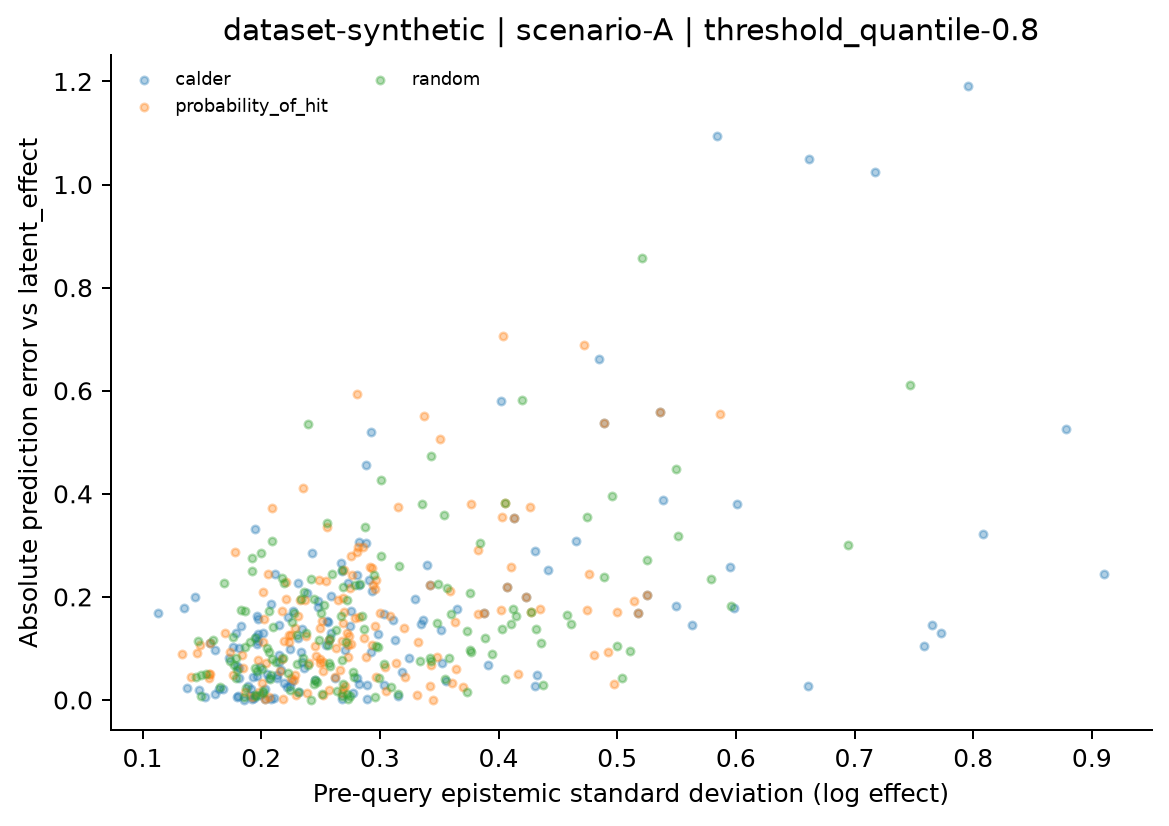 dataset-synthetic | scenario-A | threshold_quantile-0.8
calder
probability_of_hit
random
Absolute prediction error vs latent_effect
1.2
1.0
0.8
0.6
0.4
0.2
0.0
0.1 0.2 0.3 0.4 0.5 0.6 0.7 0.8 0.9
Pre-query epistemic standard deviation (log effect)